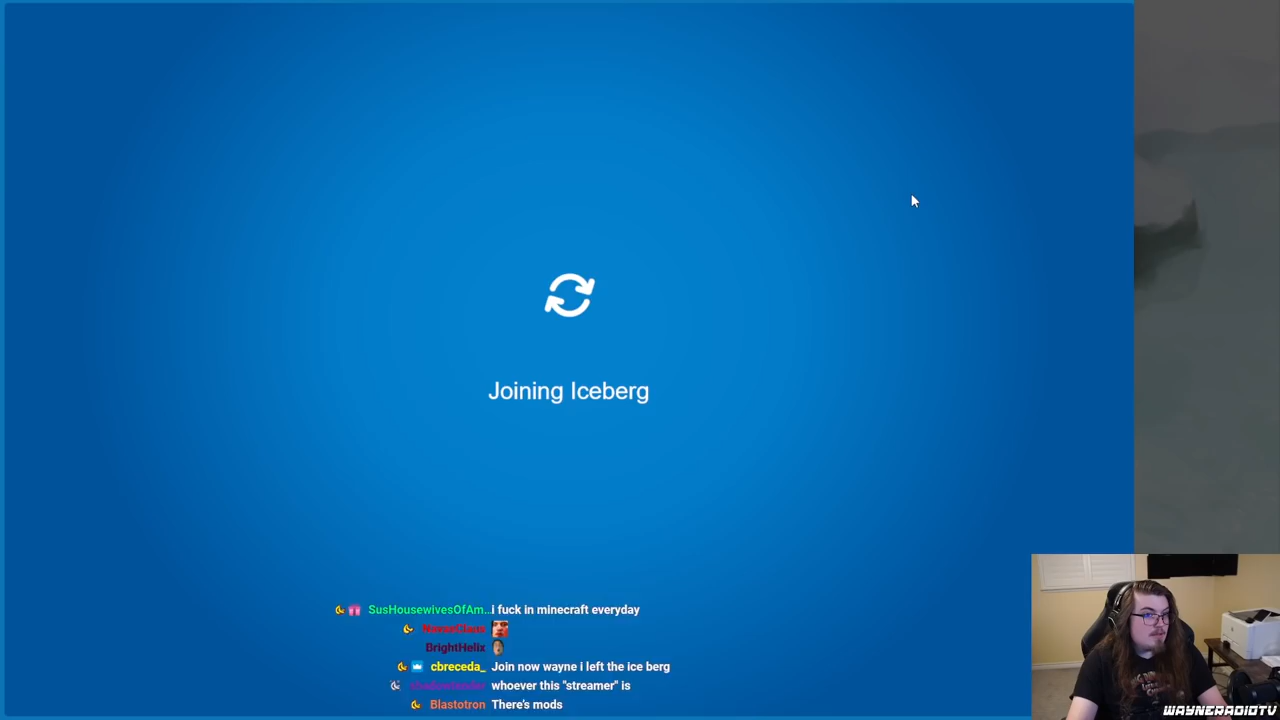 Joining Iceberg
SusHousewivesOfAm... i fuck in minecraft everyday
BrightHelix
cbreceda_ Join now wayne i left the ice berg
whoever this "streamer" is
Blastotron There's mods
WAYNERADIOTV